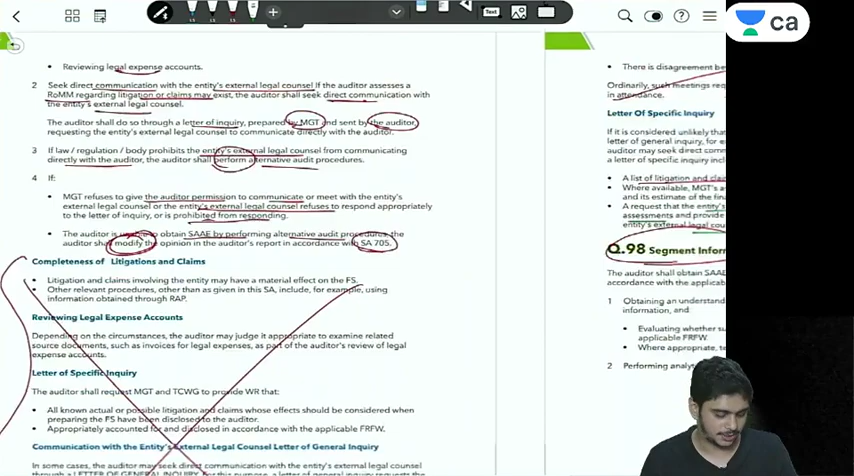 Text
ca
• Reviewing legal expense accounts.
2 Seek direct communication with the entity's external legal counsel If the auditor assesses a
RoMM regarding litigation or claims may exist, the auditor shall seek direct communication with
the entity's external legal counsel.
The auditor shall do so through a letter of inquiry, prepared by MGT and sent by the auditor,
requesting the entity's external legal counsel to communicate directly with the auditor.
3 If law / regulation / body prohibits the entity's external legal counsel from communicating
directly with the auditor, the auditor shall perform alternative audit procedures.
4 If:
• MGT refuses to give the auditor permission to communicate or meet with the entity's
external legal counsel or the entity's external legal counsel refuses to respond appropriately
to the letter of inquiry, or is prohibited from responding.
• The auditor is unable to obtain SAAE by performing alternative audit procedures, the
auditor shall modify the opinion in the auditor's report in accordance with SA 705.
Completeness of Litigations and Claims
• Litigation and claims involving the entity may have a material effect on the FS.
• Other relevant procedures, other than as given in this SA, include, for example, using
information obtained through RAP.
Reviewing Legal Expense Accounts
Depending on the circumstances, the auditor may judge it appropriate to examine related
source documents, such as invoices for legal expenses, as part of the auditor's review of legal
expense accounts.
Letter of Specific Inquiry
The auditor shall request MGT and TCWG to provide WR that:
• All known actual or possible litigation and claims whose effects should be considered when
preparing the FS have been disclosed to the auditor.
• Appropriately accounted for and disclosed in accordance with the applicable FRFW.
Communication with the Entity's External Legal Counsel Letter of General Inquiry
In some cases, the auditor may seek direct communication with the entity's external legal counsel
through a LETTER OF GENERAL INQUIRY. For this purpose, a letter of general inquiry requests the
• There is disagreement be
Ordinarily, such meetings req
in attendance.
Letter Of Specific Inquiry
If it is considered unlikely that
letter of general inquiry, for e
auditor may seek direct comm
a letter of specific inquiry incl
• A list of litigation and clai
• Where available, MGT's as
and its estimate of the fina
• A request that the entity's
assessments and provide
Q.98 Segment Inform
The auditor shall obtain SAAE
accordance with the applicab
1 Obtaining an understand
information, and:
• Evaluating whether su
applicable FRFW.
• Where appropriate, te
2 Performing analyt